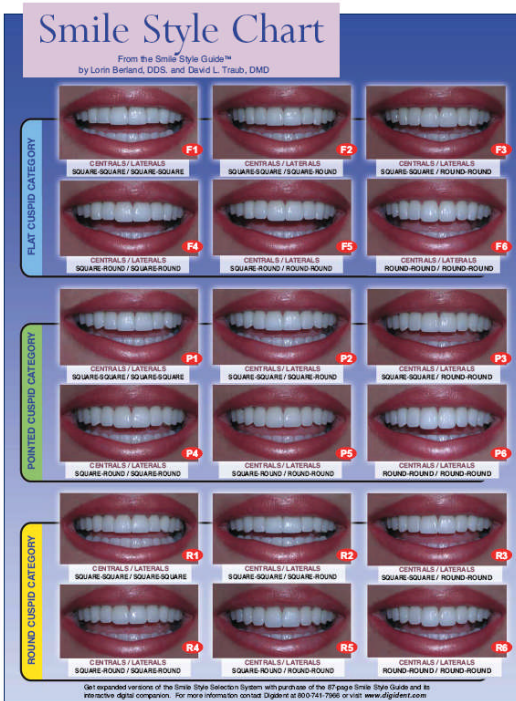 Smile Style Chart
From the Smile Style Guide™
by Lorin Berland, DDS. and David L. Traub, DMD
FLAT CUSPID CATEGORY
F1
CENTRALS / LATERALS
SQUARE-SQUARE / SQUARE-SQUARE
F2
CENTRALS / LATERALS
SQUARE-SQUARE / SQUARE-ROUND
F3
CENTRALS / LATERALS
SQUARE-SQUARE / ROUND-ROUND
F4
CENTRALS / LATERALS
SQUARE-ROUND / SQUARE-ROUND
F5
CENTRALS / LATERALS
SQUARE-ROUND / ROUND-ROUND
F6
CENTRALS / LATERALS
ROUND-ROUND / ROUND-ROUND
POINTED CUSPID CATEGORY
P1
CENTRALS / LATERALS
SQUARE-SQUARE / SQUARE-SQUARE
P2
CENTRALS / LATERALS
SQUARE-SQUARE / SQUARE-ROUND
P3
CENTRALS / LATERALS
SQUARE-SQUARE / ROUND-ROUND
P4
CENTRALS / LATERALS
SQUARE-ROUND / SQUARE-ROUND
P5
CENTRALS / LATERALS
SQUARE-ROUND / ROUND-ROUND
P6
CENTRALS / LATERALS
ROUND-ROUND / ROUND-ROUND
ROUND CUSPID CATEGORY
R1
CENTRALS / LATERALS
SQUARE-SQUARE / SQUARE-SQUARE
R2
CENTRALS / LATERALS
SQUARE-SQUARE / SQUARE-ROUND
R3
CENTRALS / LATERALS
SQUARE-SQUARE / ROUND-ROUND
R4
CENTRALS / LATERALS
SQUARE-ROUND / SQUARE-ROUND
R5
CENTRALS / LATERALS
SQUARE-ROUND / ROUND-ROUND
R6
CENTRALS / LATERALS
ROUND-ROUND / ROUND-ROUND
Get expanded versions of the Smile Style Selection System with purchase of the 87-page Smile Style Guide and its
interactive digital companion. For more information contact Digident at 800-741-7966 or visit www.digident.com